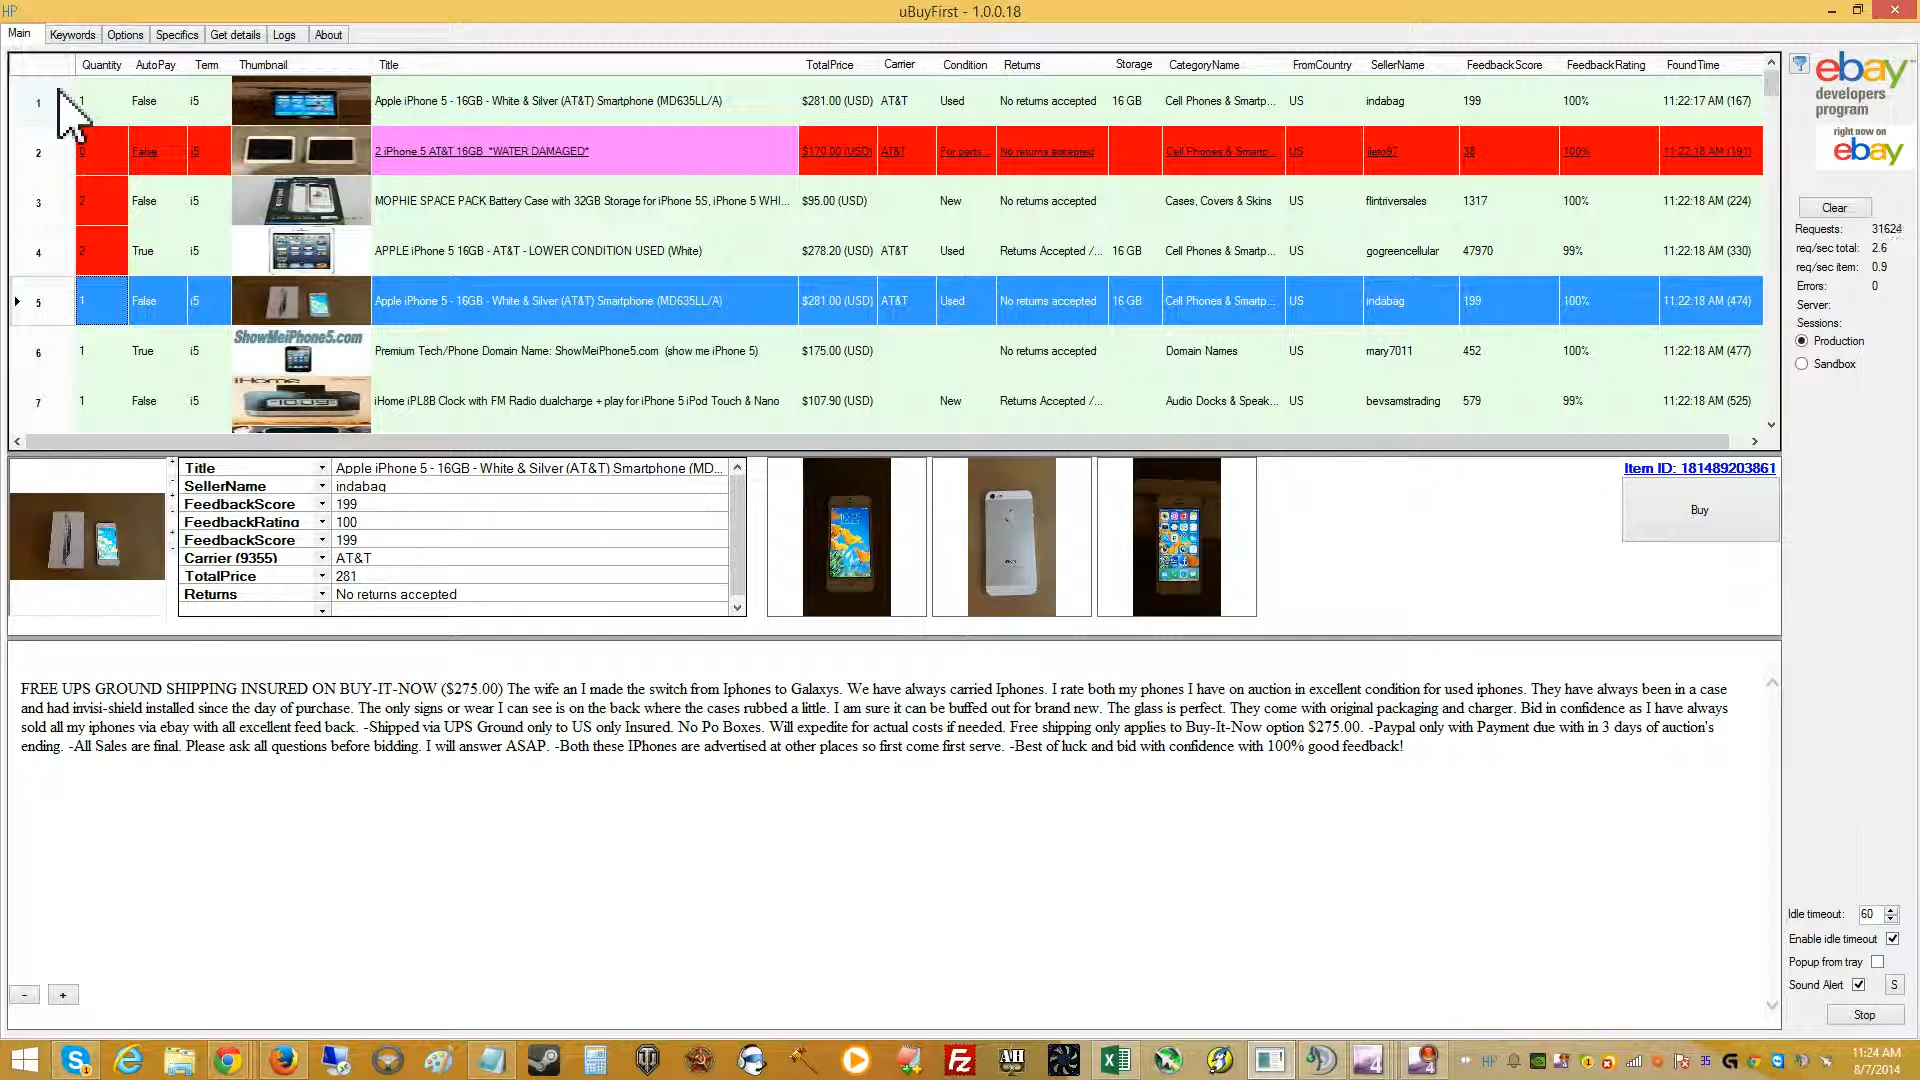 HP
uBuyFirst - 1.0.0.18
Main Keywords Options Specifics Get details Logs About
Quantity AutoPay Term Thumbnail Title TotalPrice Carrier Condition Returns Storage CategoryName FromCountry SellerName FeedbackScore FeedbackRating FoundTime
1 1 False i5 Apple iPhone 5 - 16GB - White & Silver (AT&T) Smartphone (MD635LL/A) $281.00 (USD) AT&T Used No returns accepted 16 GB Cell Phones & Smartp... US indabag 199 100% 11:22:17 AM (167)
2 0 False i5 2 iPhone 5 AT&T 16GB *WATER DAMAGED* $170.00 (USD) AT&T For parts... No returns accepted Cell Phones & Smartp... US jleto97 38 100% 11:22:18 AM (191)
3 2 False i5 MOPHIE SPACE PACK Battery Case with 32GB Storage for iPhone 5S, iPhone 5 WHI... $95.00 (USD) New No returns accepted Cases, Covers & Skins US flintriversales 1317 100% 11:22:18 AM (224)
4 2 True i5 APPLE iPhone 5 16GB - AT&T - LOWER CONDITION USED (White) $278.20 (USD) AT&T Used Returns Accepted /... 16 GB Cell Phones & Smartp... US gogreencellular 47970 99% 11:22:18 AM (330)
5 1 False i5 Apple iPhone 5 - 16GB - White & Silver (AT&T) Smartphone (MD635LL/A) $281.00 (USD) AT&T Used No returns accepted 16 GB Cell Phones & Smartp... US indabag 199 100% 11:22:18 AM (474)
ShowMeiPhone5.com
6 1 True i5 Premium Tech/Phone Domain Name: ShowMeiPhone5.com (show me iPhone 5) $175.00 (USD) No returns accepted Domain Names US mary7011 452 100% 11:22:18 AM (477)
iHome
7 1 False i5 iHome iPL8B Clock with FM Radio dualcharge + play for iPhone 5 iPod Touch & Nano $107.90 (USD) New Returns Accepted /... Audio Docks & Speak... US bevsamstrading 579 99% 11:22:18 AM (525)
ebay
developers
program
right now on
ebay
Clear
Requests: 31624
req/sec total: 2.6
req/sec item: 0.9
Errors: 0
Server:
Sessions:
Production
Sandbox
Title Apple iPhone 5 - 16GB - White & Silver (AT&T) Smartphone (MD...
SellerName indabag
FeedbackScore 199
FeedbackRating 100
FeedbackScore 199
Carrier (9355) AT&T
TotalPrice 281
Returns No returns accepted
Item ID: 181489203861
Buy
FREE UPS GROUND SHIPPING INSURED ON BUY-IT-NOW ($275.00) The wife an I made the switch from Iphones to Galaxys. We have always carried Iphones. I rate both my phones I have on auction in excellent condition for used iphones. They have always been in a case
and had invisi-shield installed since the day of purchase. The only signs or wear I can see is on the back where the cases rubbed a little. I am sure it can be buffed out for brand new. The glass is perfect. They come with original packaging and charger. Bid in confidence as I have always
sold all my iphones via ebay with all excellent feed back. -Shipped via UPS Ground only to US only Insured. No Po Boxes. Will expedite for actual costs if needed. Free shipping only applies to Buy-It-Now option $275.00. -Paypal only with Payment due with in 3 days of auction's
ending. -All Sales are final. Please ask all questions before bidding. I will answer ASAP. -Both these IPhones are advertised at other places so first come first serve. -Best of luck and bid with confidence with 100% good feedback!
- +
Idle timeout: 60
Enable idle timeout
Popup from tray
Sound Alert S
Stop
11:24 AM
8/7/2014